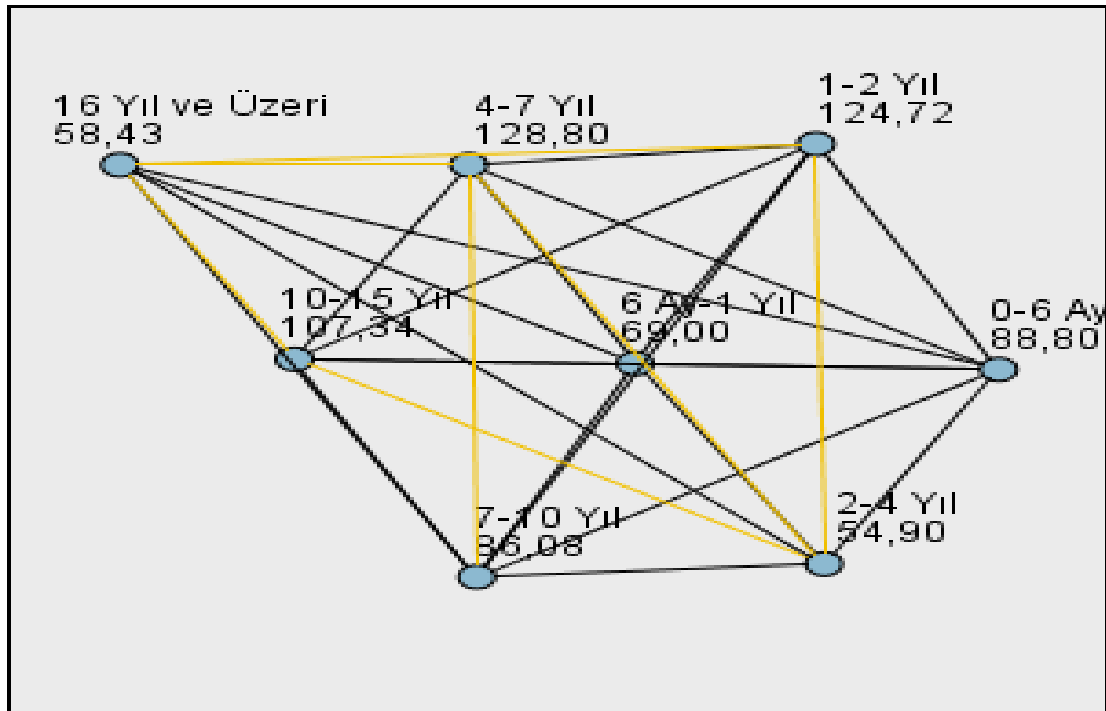 16 Yıl ve Üzeri
58,43
4-7 Yıl
128,80
1-2 Yıl
124,72
10-15 Yıl
107,34
6 Ay-1 Yıl
69,00
0-6 Ay
88,80
7-10 Yıl
86,08
2-4 Yıl
54,90